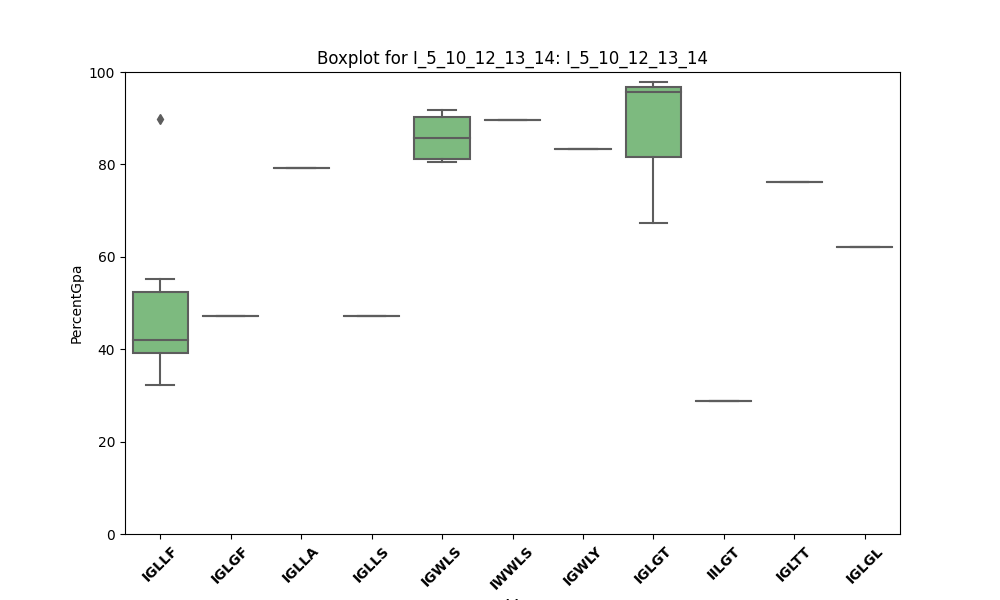 Boxplot for I_5_10_12_13_14: I_5_10_12_13_14
100
80
60
40
20
0
PercentGpa
IGLLF IGLGF IGLLA IGLLS IGWLS IWWLS IGWLY IGLGT IILGT IGLTT IGLGL